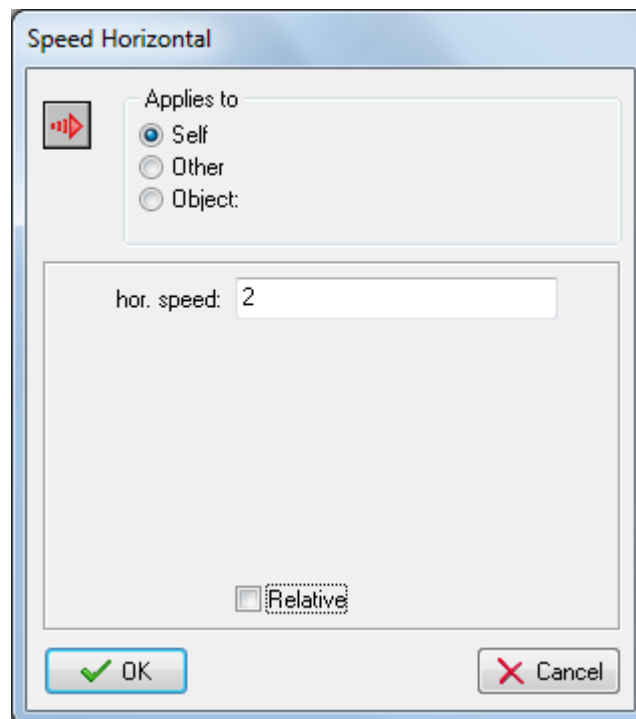 Speed Horizontal
Applies to
Self
Other
Object:
hor. speed: 2
Relative
OK Cancel